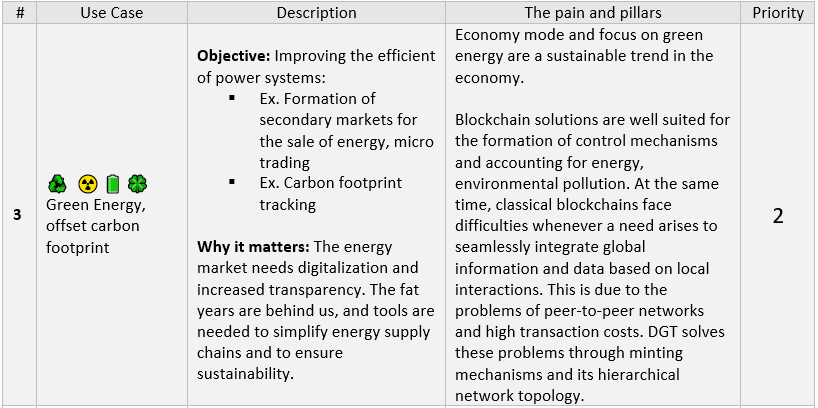 # Use Case Description The pain and pillars Priority
3
Green Energy,
offset carbon
footprint
Objective: Improving the efficient
of power systems:
▪ Ex. Formation of
secondary markets for
the sale of energy, micro
trading
▪ Ex. Carbon footprint
tracking
Why it matters: The energy
market needs digitalization and
increased transparency. The fat
years are behind us, and tools are
needed to simplify energy supply
chains and to ensure
sustainability.
Economy mode and focus on green
energy are a sustainable trend in the
economy.
Blockchain solutions are well suited for
the formation of control mechanisms
and accounting for energy,
environmental pollution. At the same
time, classical blockchains face
difficulties whenever a need arises to
seamlessly integrate global
information and data based on local
interactions. This is due to the
problems of peer-to-peer networks
and high transaction costs. DGT solves
these problems through minting
mechanisms and its hierarchical
network topology.
2